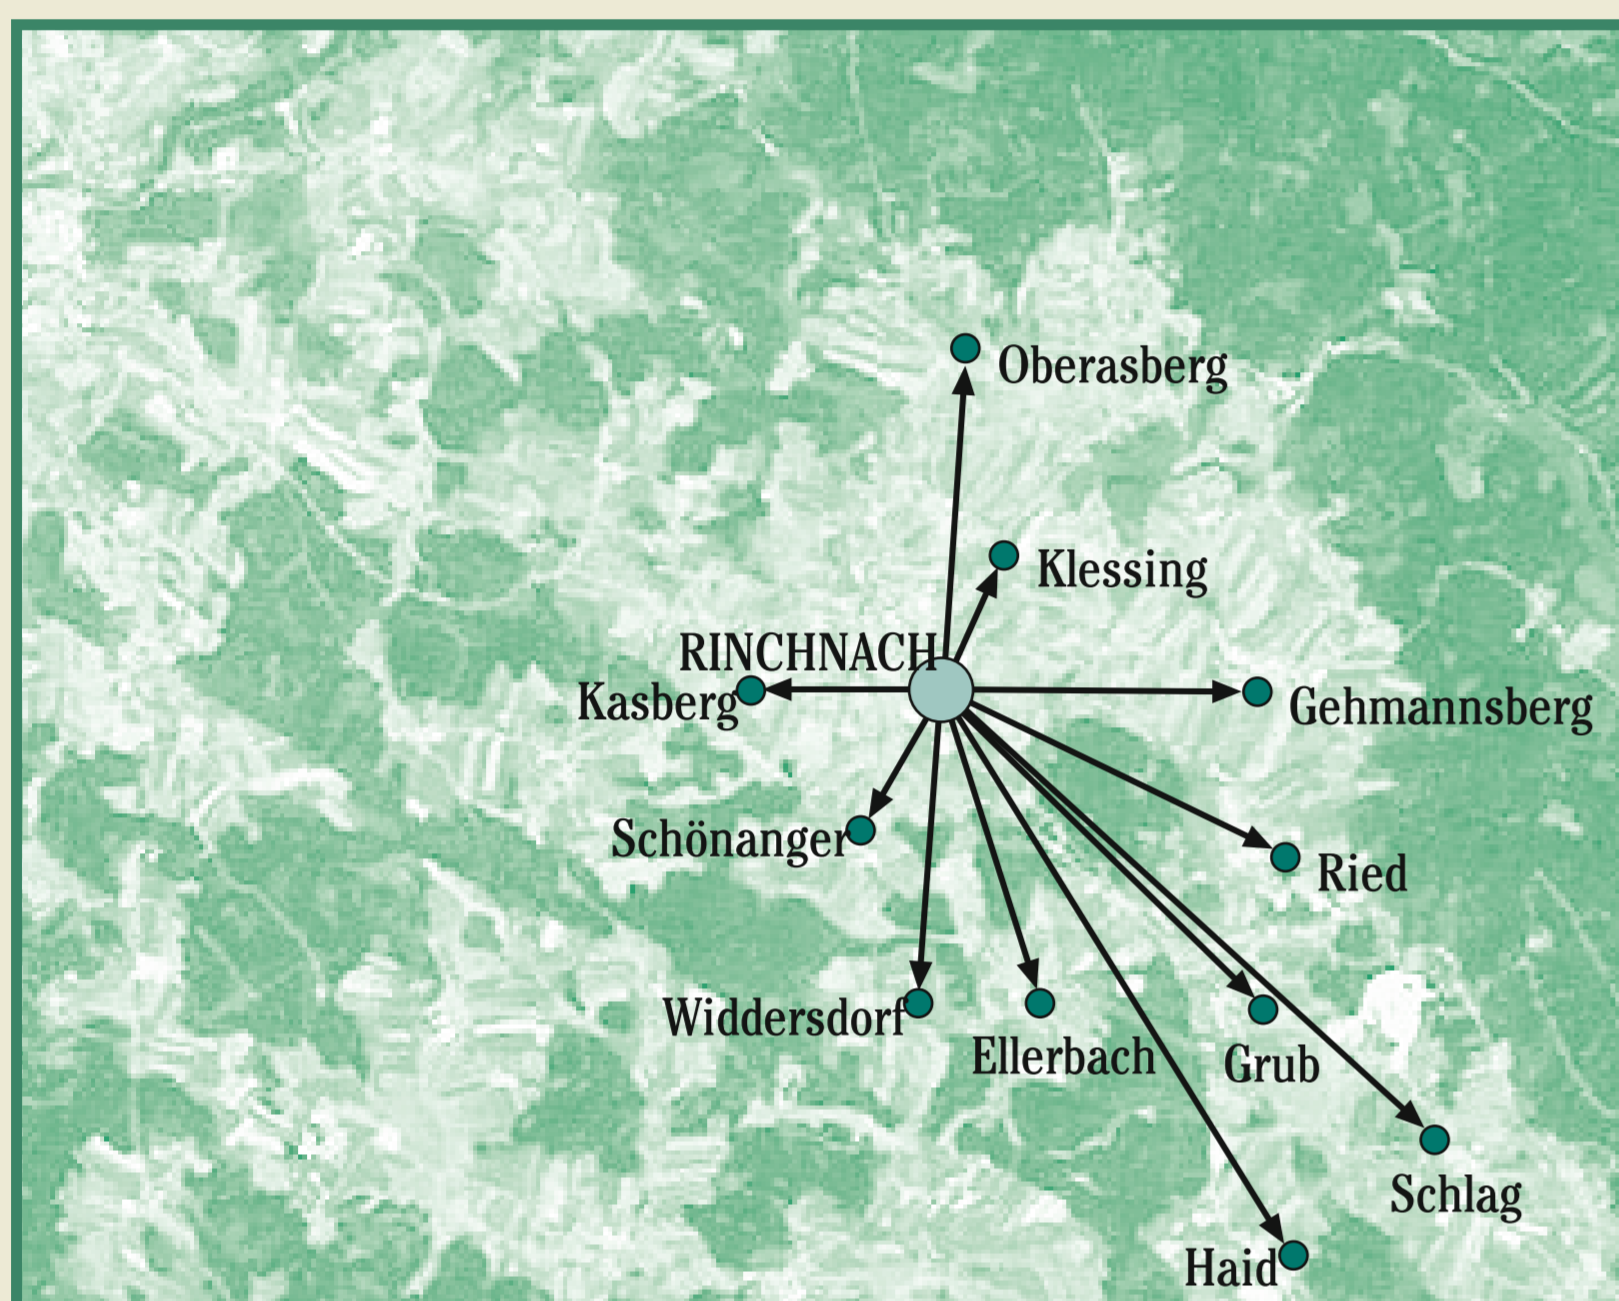 Oberasberg
Klessing
RINCHNACH
Kasberg
Gehmannsberg
Schönanger
Ried
Widdersdorf
Ellerbach
Grub
Schlag
Haid